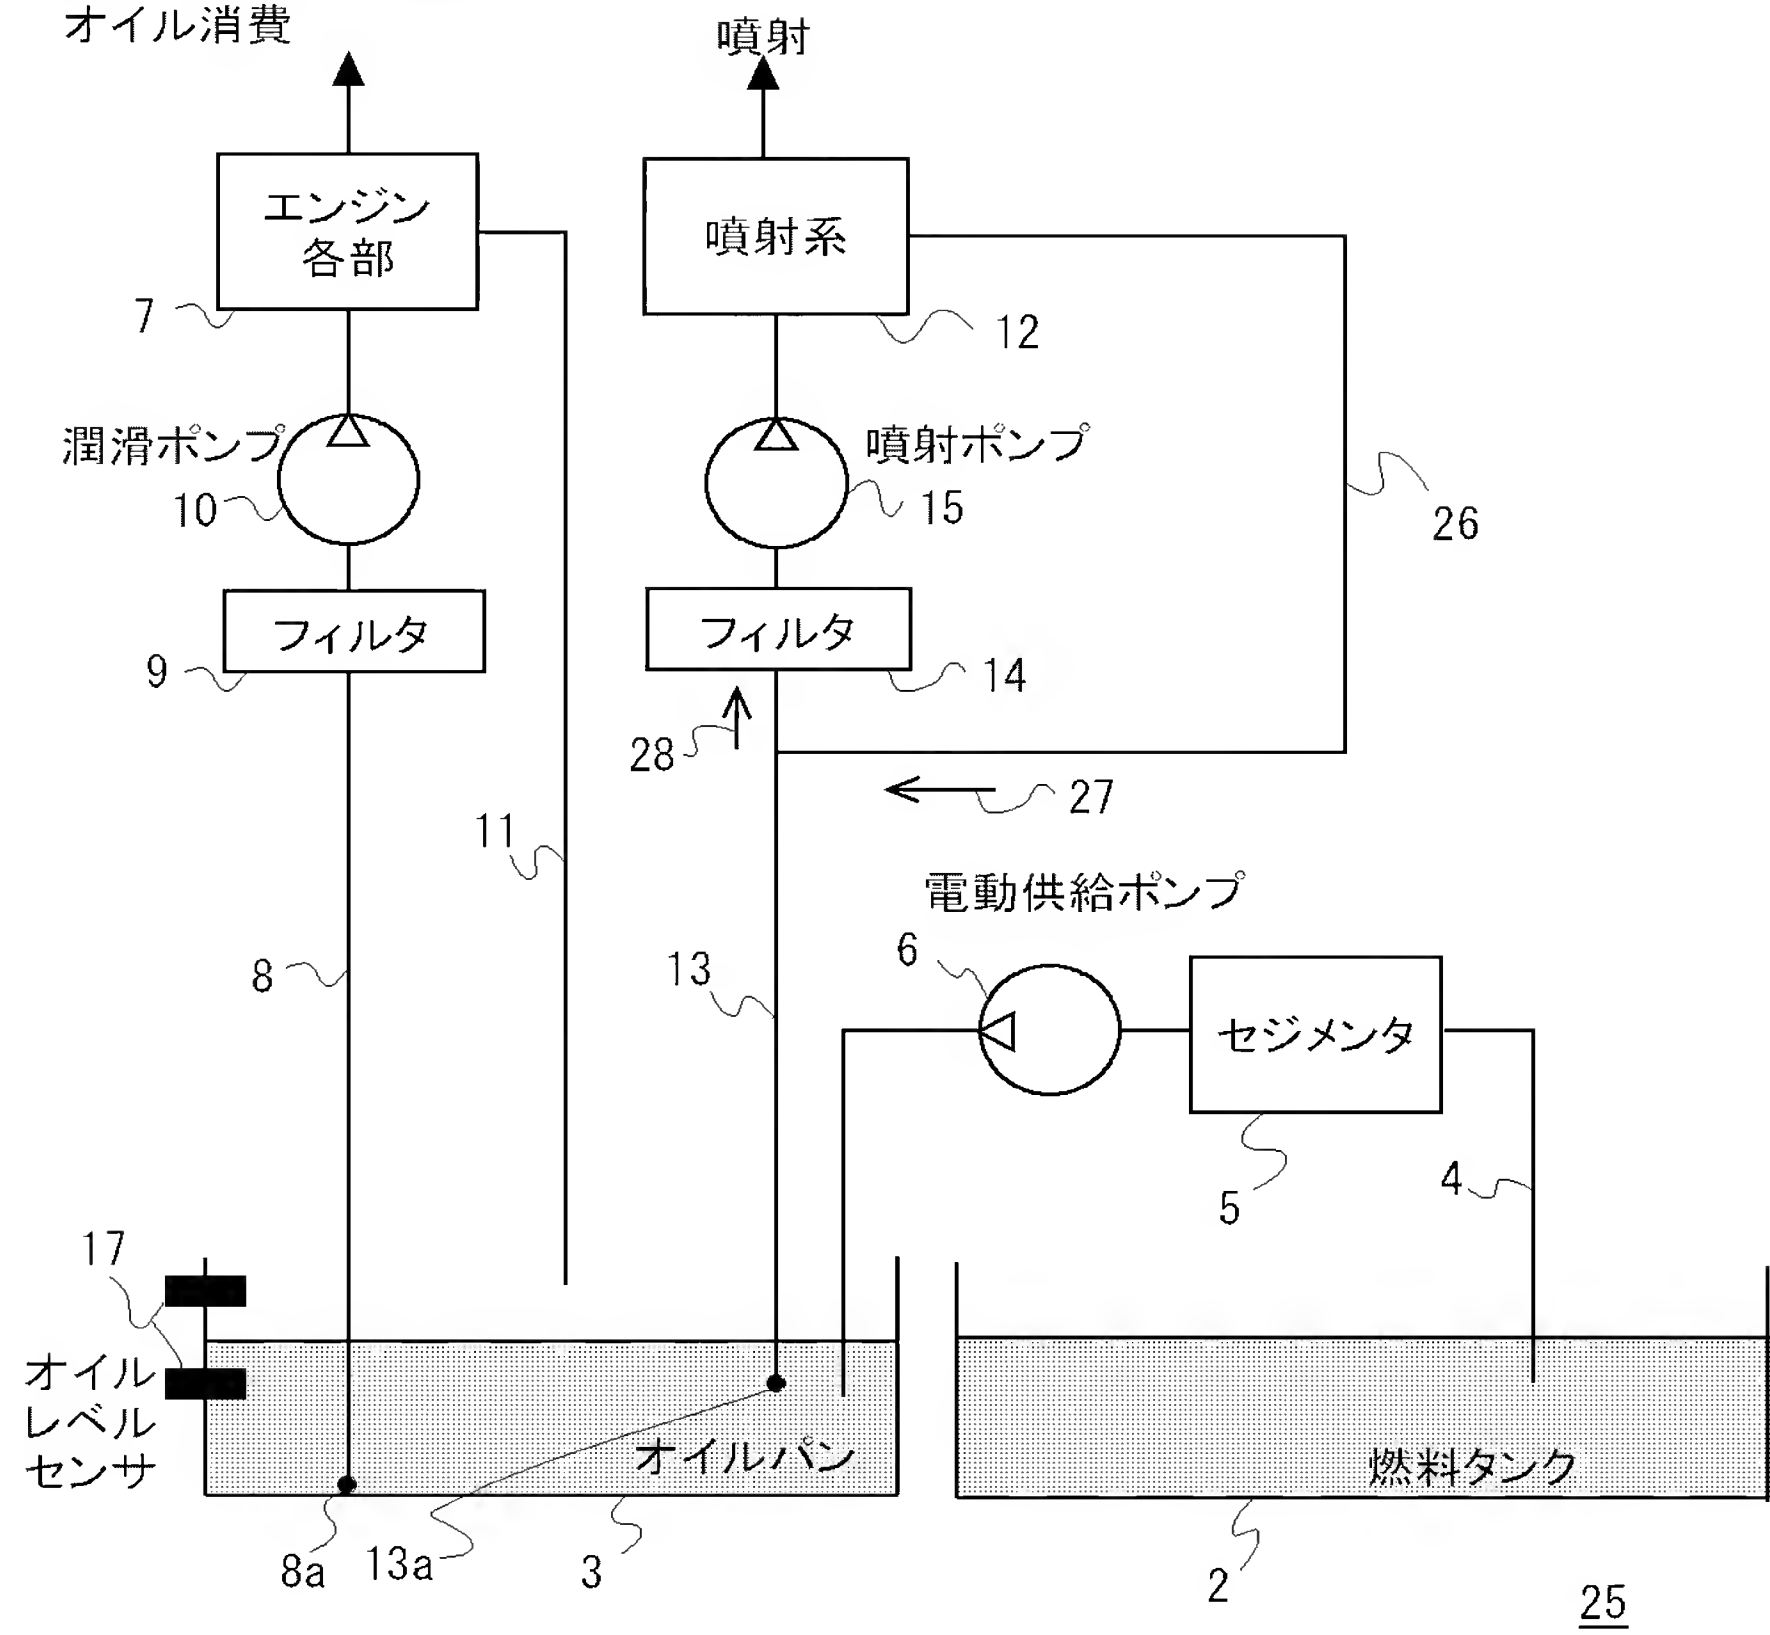 オイル消費
噴射
エンジン
各部
噴射系
7
12
潤滑ポンプ
10
噴射ポンプ
15
26
フィルタ
9
フィルタ
14
28
27
11
電動供給ポンプ
6
8
13
セジメンタ
5
4
17
オイル
レベル
センサ
オイルパン
燃料タンク
8a
13a
3
2
25